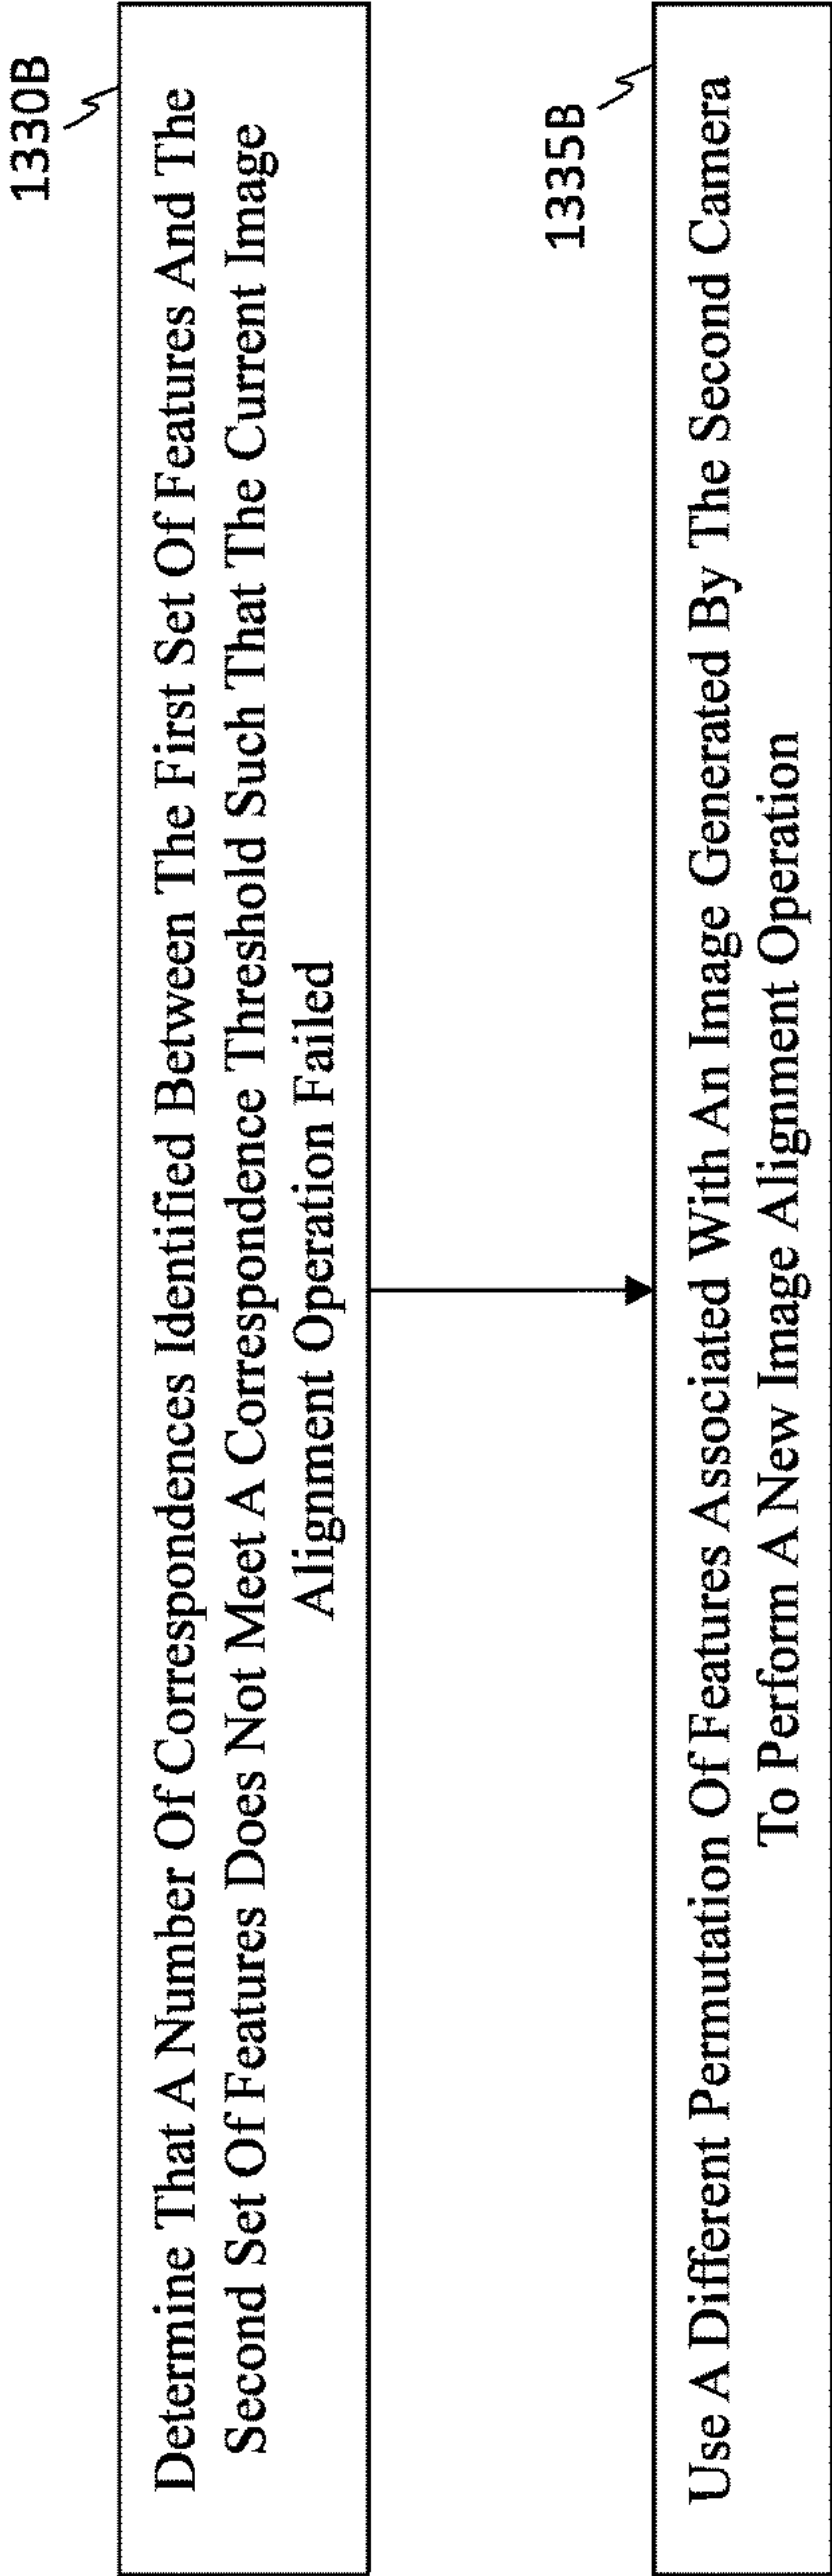 1330B
Determine That A Number Of Correspondences Identified Between The First Set Of Features And The
Second Set Of Features Does Not Meet A Correspondence Threshold Such That The Current Image
Alignment Operation Failed
1335B
Use A Different Permutation Of Features Associated With An Image Generated By The Second Camera
To Perform A New Image Alignment Operation